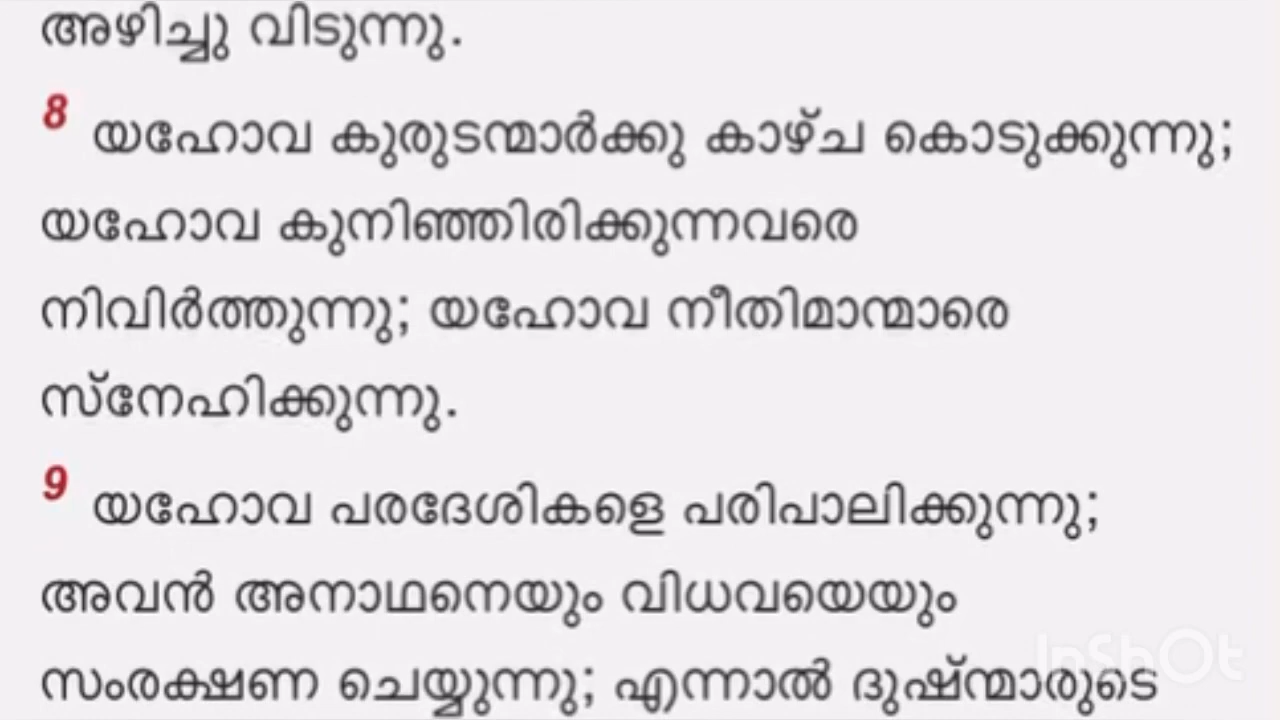 അഴിച്ചു വിടുന്നു.
8 യഹോവ കുരുടന്മാർക്കു കാഴ്ച കൊടുക്കുന്നു;
യഹോവ കുനിഞ്ഞിരിക്കുന്നവരെ
നിവിർത്തുന്നു; യഹോവ നീതിമാന്മാരെ
സ്നേഹിക്കുന്നു.
9 യഹോവ പരദേശികളെ പരിപാലിക്കുന്നു;
അവൻ അനാഥനെയും വിധവയെയും
സംരക്ഷണ ചെയ്യുന്നു; എന്നാൽ ദുഷ്ന്മാരുടെ
InShOt